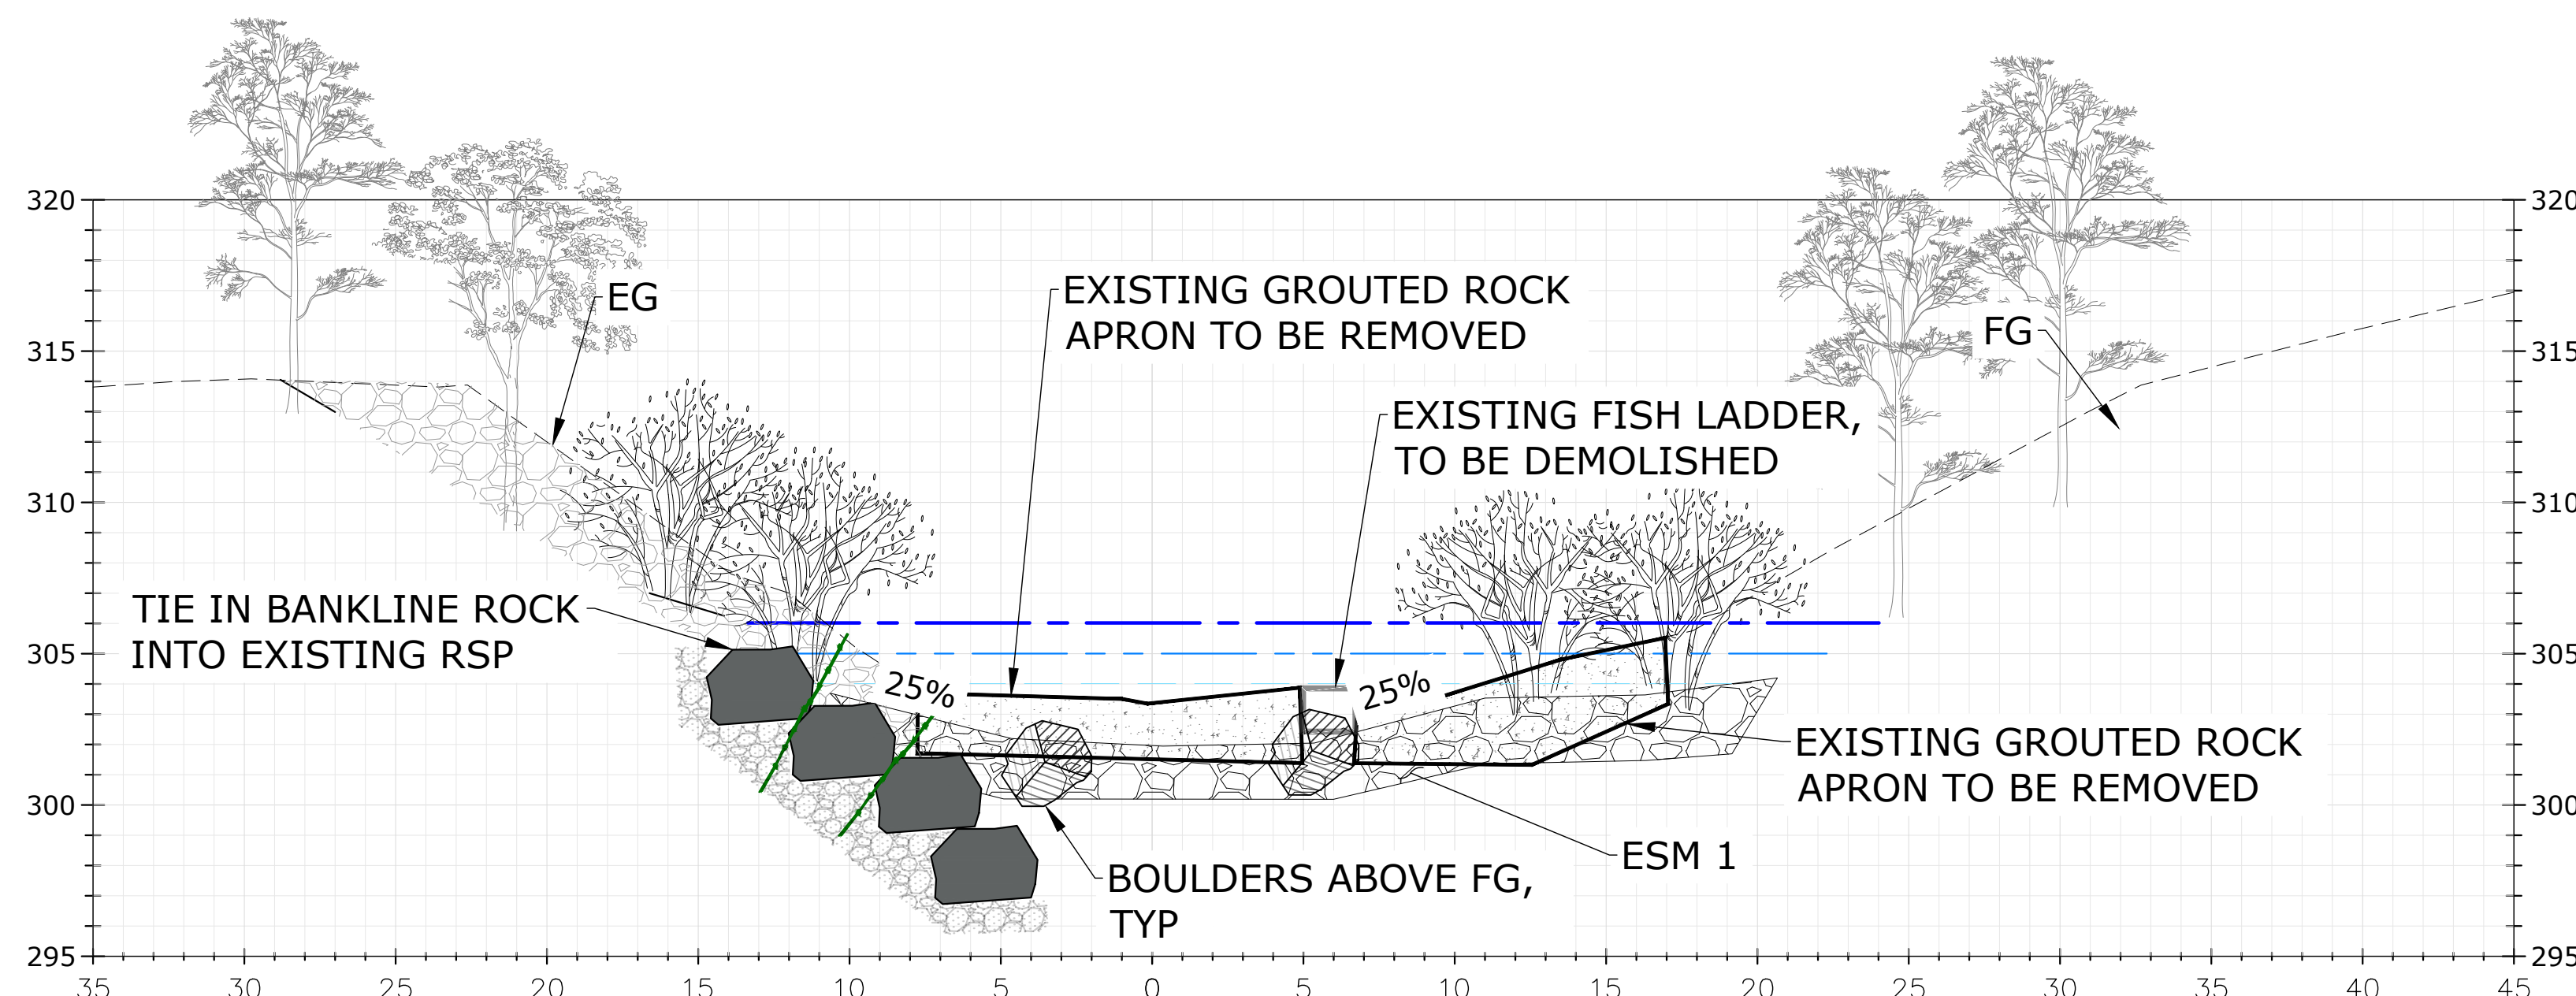 320
320
EG
EXISTING GROUTED ROCK
APRON TO BE REMOVED
FG
315
315
EXISTING FISH LADDER,
TO BE DEMOLISHED
310
310
TIE IN BANKLINE ROCK
INTO EXISTING RSP
305
305
25%
25%
EXISTING GROUTED ROCK
APRON TO BE REMOVED
300
300
ESM 1
BOULDERS ABOVE FG,
TYP
295
295
35 30 25 20 15 10 5 0 5 10 15 20 25 30 35 40 45